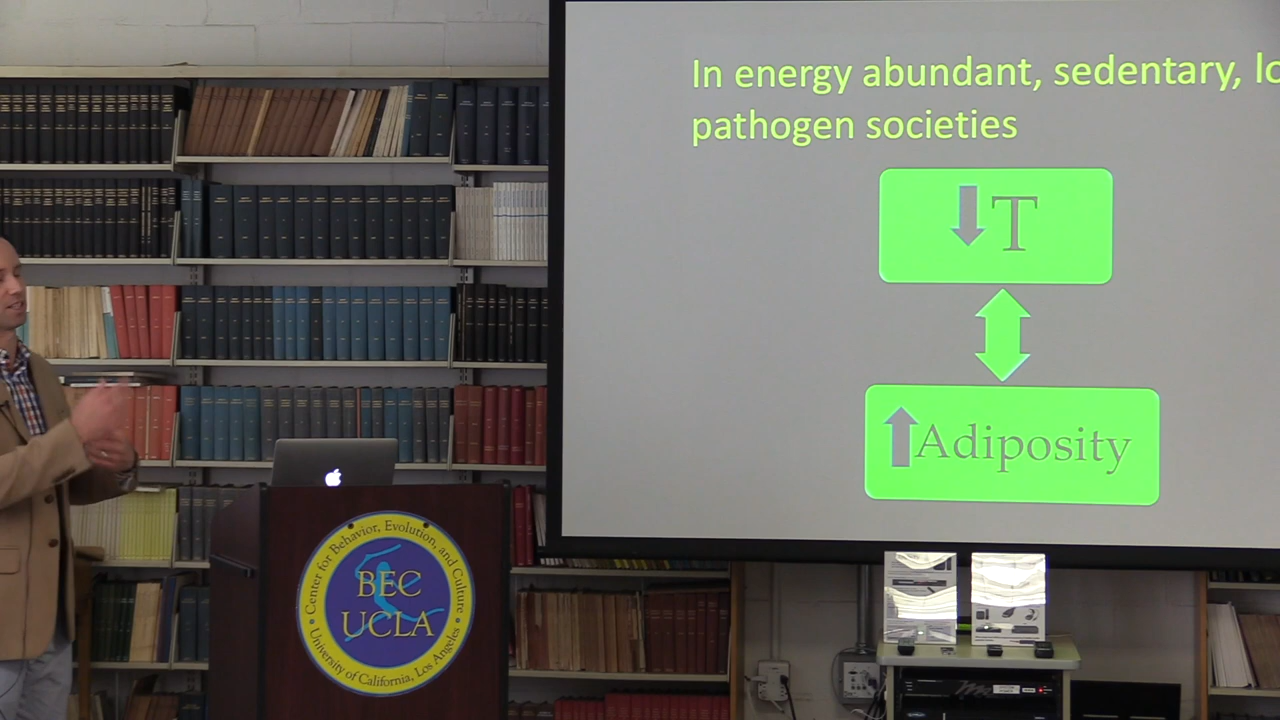 In energy abundant, sedentary, lo
pathogen societies
T
Adiposity
Center for Behavior, Evolution, and Culture
BEC
UCLA
University of California, Los Angeles